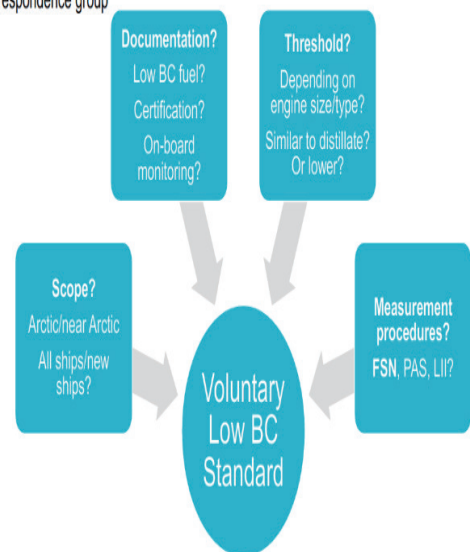 espondence group
Documentation?
Low BC fuel?
Certification?
On-board
monitoring?
Threshold?
Depending on
engine size/type?
Similar to distillate?
Or lower?
Scope?
Arctic/near Arctic
All ships/new
ships?
Measurement
procedures?
FSN, PAS, LII?
Voluntary
Low BC
Standard